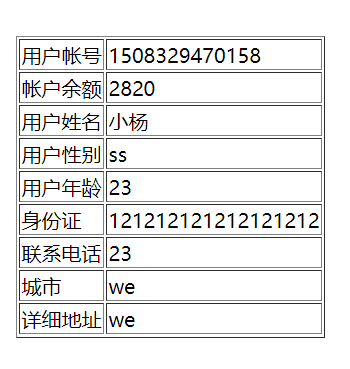 用户帐号 1508329470158
帐户余额 2820
用户姓名 小杨
用户性别 ss
用户年龄 23
身份证 121212121212121212
联系电话 23
城市 we
详细地址 we